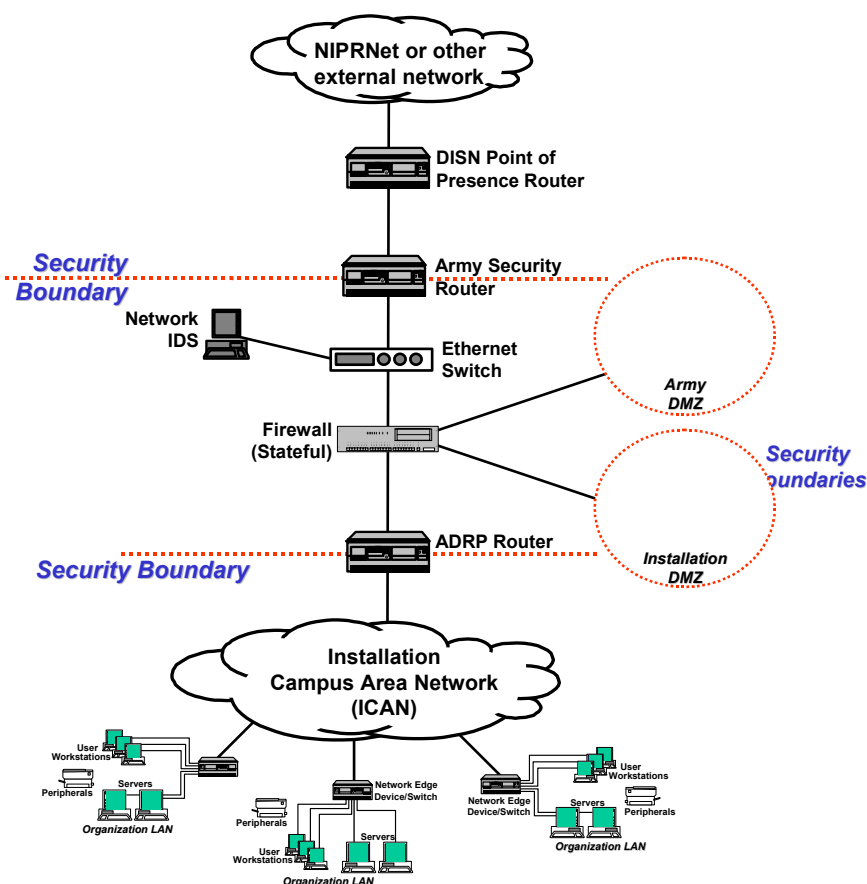 NIPRNet or other
external network
DISN Point of
Presence Router
Security
Boundary
Army Security
Router
Network
IDS
Ethernet
Switch
Army
DMZ
Firewall
(Stateful)
Security
oundaries
ADRP Router
Security Boundary
Installation
DMZ
Installation
Campus Area Network
(ICAN)
User
Workstations
Peripherals
Servers
Organization LAN
Network Edge
Device/Switch
Peripherals
User
Workstations
Servers
Organization LAN
User
Workstations
Network Edge
Device/Switch
Servers
Peripherals
Organization LAN